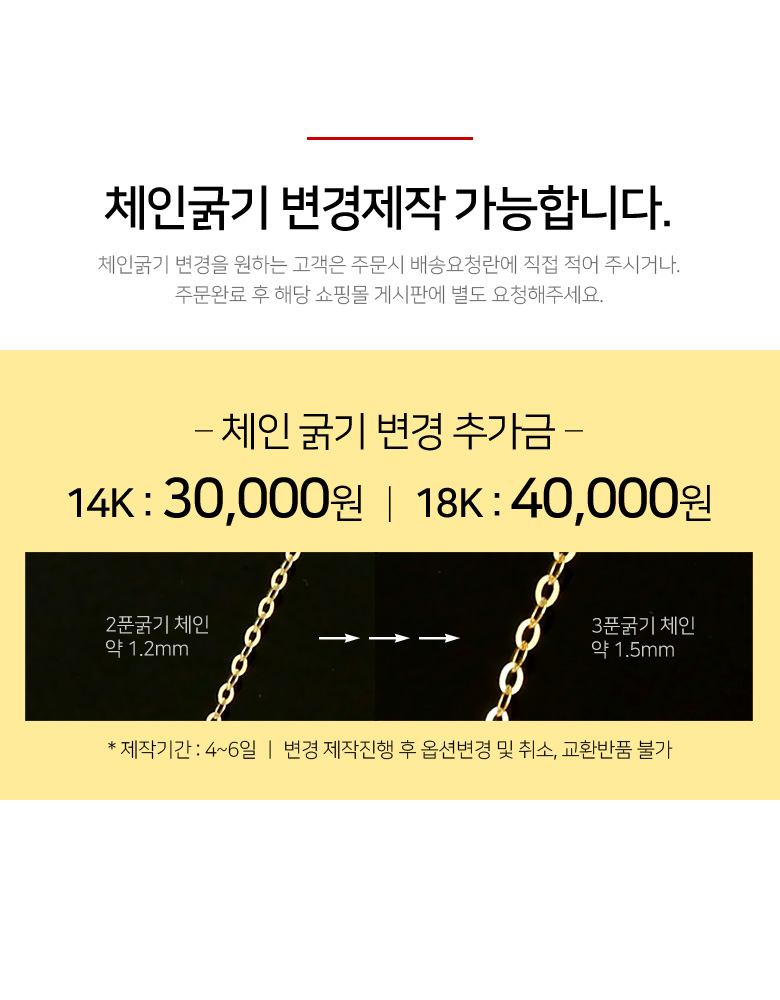 체인굵기 변경제작 가능합니다.
체인굵기 변경을 원하는 고객은 주문시 배송요청란에 직접 적어 주시거나.
주문완료 후 해당 쇼핑몰 게시판에 별도 요청해주세요.
– 체인 굵기 변경 추가금 –
14K : 30,000원 | 18K : 40,000원
2푼굵기 체인
약 1.2mm
3푼굵기 체인
약 1.5mm
* 제작기간 : 4~6일 | 변경 제작진행 후 옵션변경 및 취소, 교환반품 불가